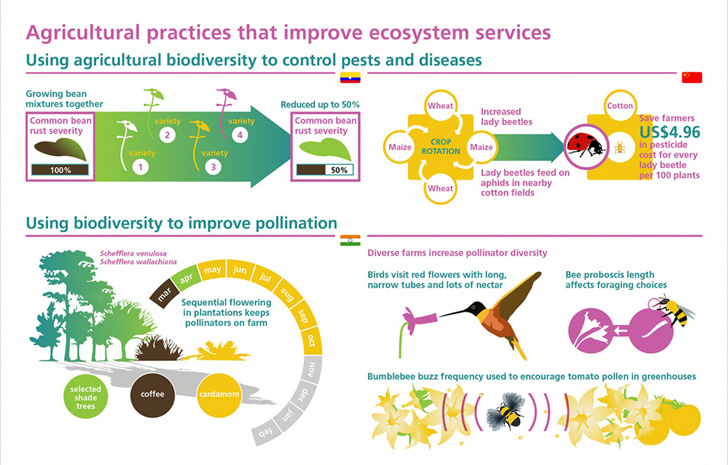 Agricultural practices that improve ecosystem services
Using agricultural biodiversity to control pests and diseases
Growing bean
mixtures together
Common bean
rust severity
100%
variety
1
variety
2
variety
3
variety
4
Reduced up to 50%
Common bean
rust severity
50%
Wheat
Maize
CROP
ROTATION
Maize
Wheat
Increased
lady beetles
Lady beetles feed on
aphids in nearby
cotton fields
Cotton
Save farmers
US$4.96
in pesticide
cost for every
lady beetle
per 100 plants
Using biodiversity to improve pollination
Schefflera venulosa
Schefflera wallachiana
mar
apr
may
jun
jul
aug
sep
oct
nov
dec
jan
feb
Sequential flowering
in plantations keeps
pollinators on farm
selected
shade
trees
coffee
cardamom
Diverse farms increase pollinator diversity
Birds visit red flowers with long,
narrow tubes and lots of nectar
Bee proboscis length
affects foraging choices
Bumblebee buzz frequency used to encourage tomato pollen in greenhouses